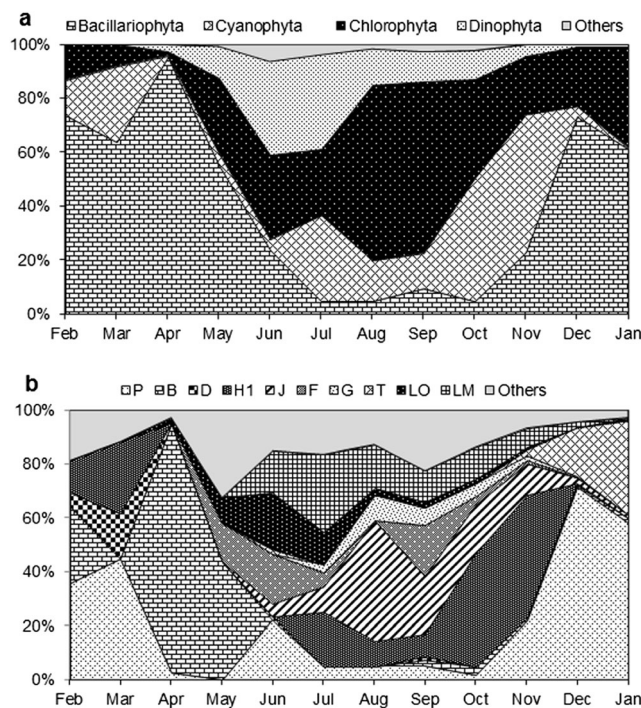 a
Bacillariophyta Cyanophyta Chlorophyta Dinophyta Others
100%
80%
60%
40%
20%
0%
Feb Mar Apr May Jun Jul Aug Sep Oct Nov Dec Jan
b
P B D H1 J F G T LO LM Others
100%
80%
60%
40%
20%
0%
Feb Mar Apr May Jun Jul Aug Sep Oct Nov Dec Jan